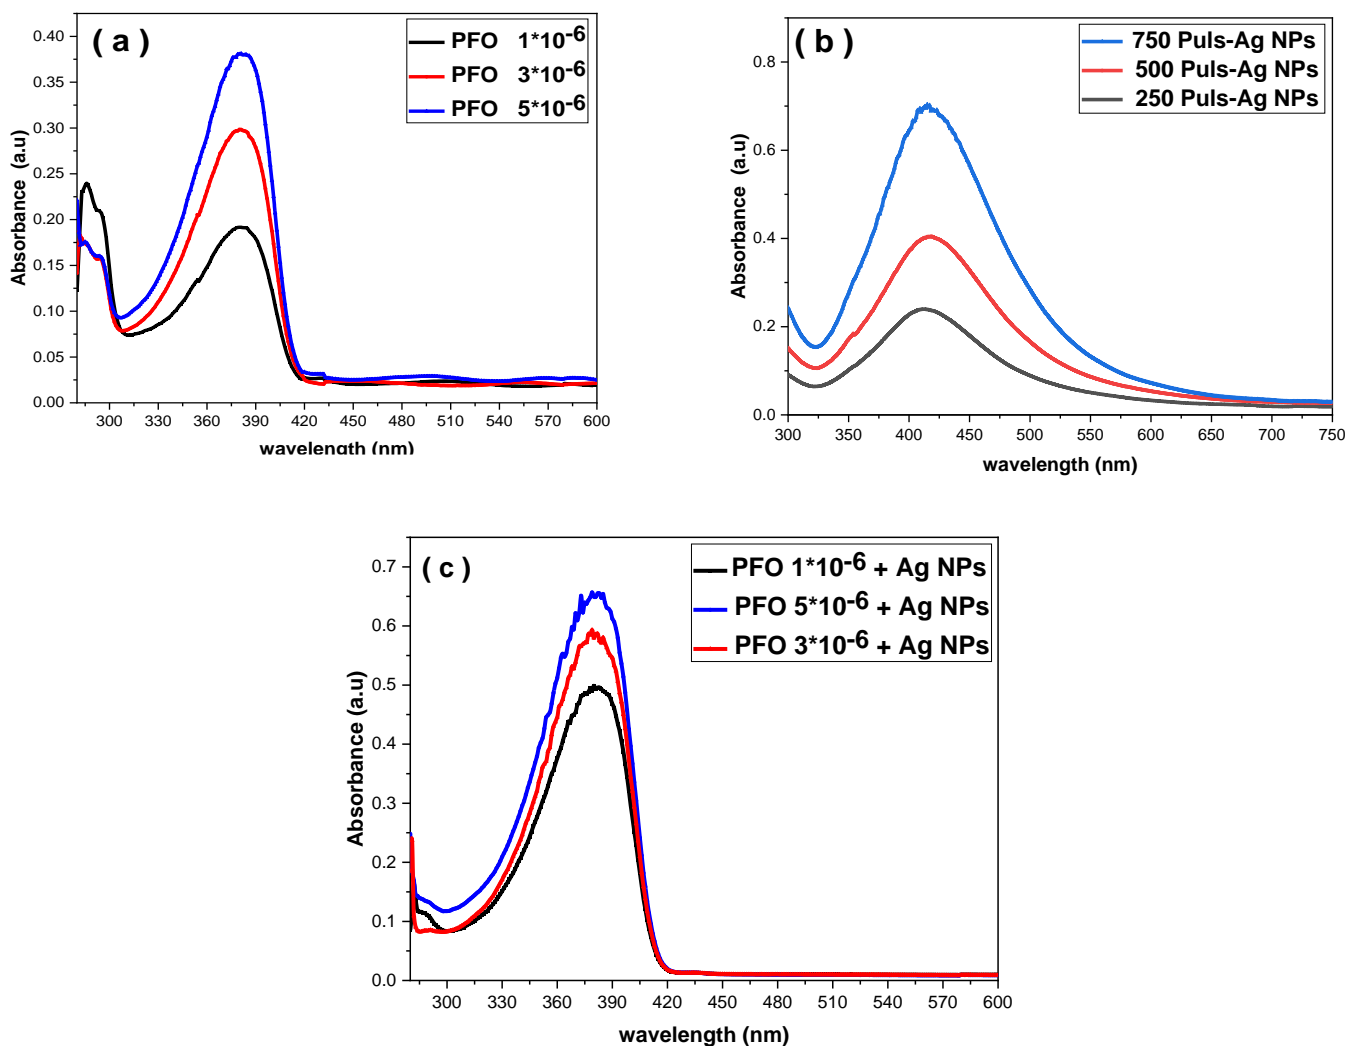 ( a )
PFO 1*10-6
PFO 3*10-6
PFO 5*10-6
0.40
0.35
0.30
0.25
0.20
0.15
0.10
0.05
0.00
Absorbance (a.u)
300 330 360 390 420 450 480 510 540 570 600
wavelength (nm)
( b )
750 Puls-Ag NPs
500 Puls-Ag NPs
250 Puls-Ag NPs
0.8
0.6
0.4
0.2
0.0
Absorbance (a.u)
300 350 400 450 500 550 600 650 700 750
wavelength (nm)
( c )
PFO 1*10-6 + Ag NPs
PFO 5*10-6 + Ag NPs
PFO 3*10-6 + Ag NPs
0.7
0.6
0.5
0.4
0.3
0.2
0.1
0.0
Absorbance (a.u)
300 330 360 390 420 450 480 510 540 570 600
wavelength (nm)